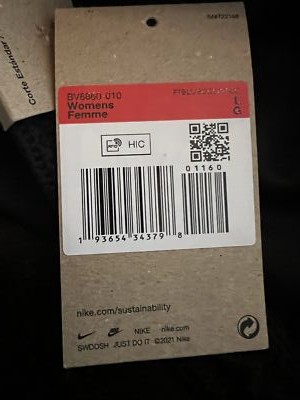 Corte Estándar /
BV6860 010
Womens
Femme
L
G
HIC
01160
1 93654 34379 8
nike.com/sustainability
NIKE nike.com
SWOOSH JUST DO IT ©2021 Nike